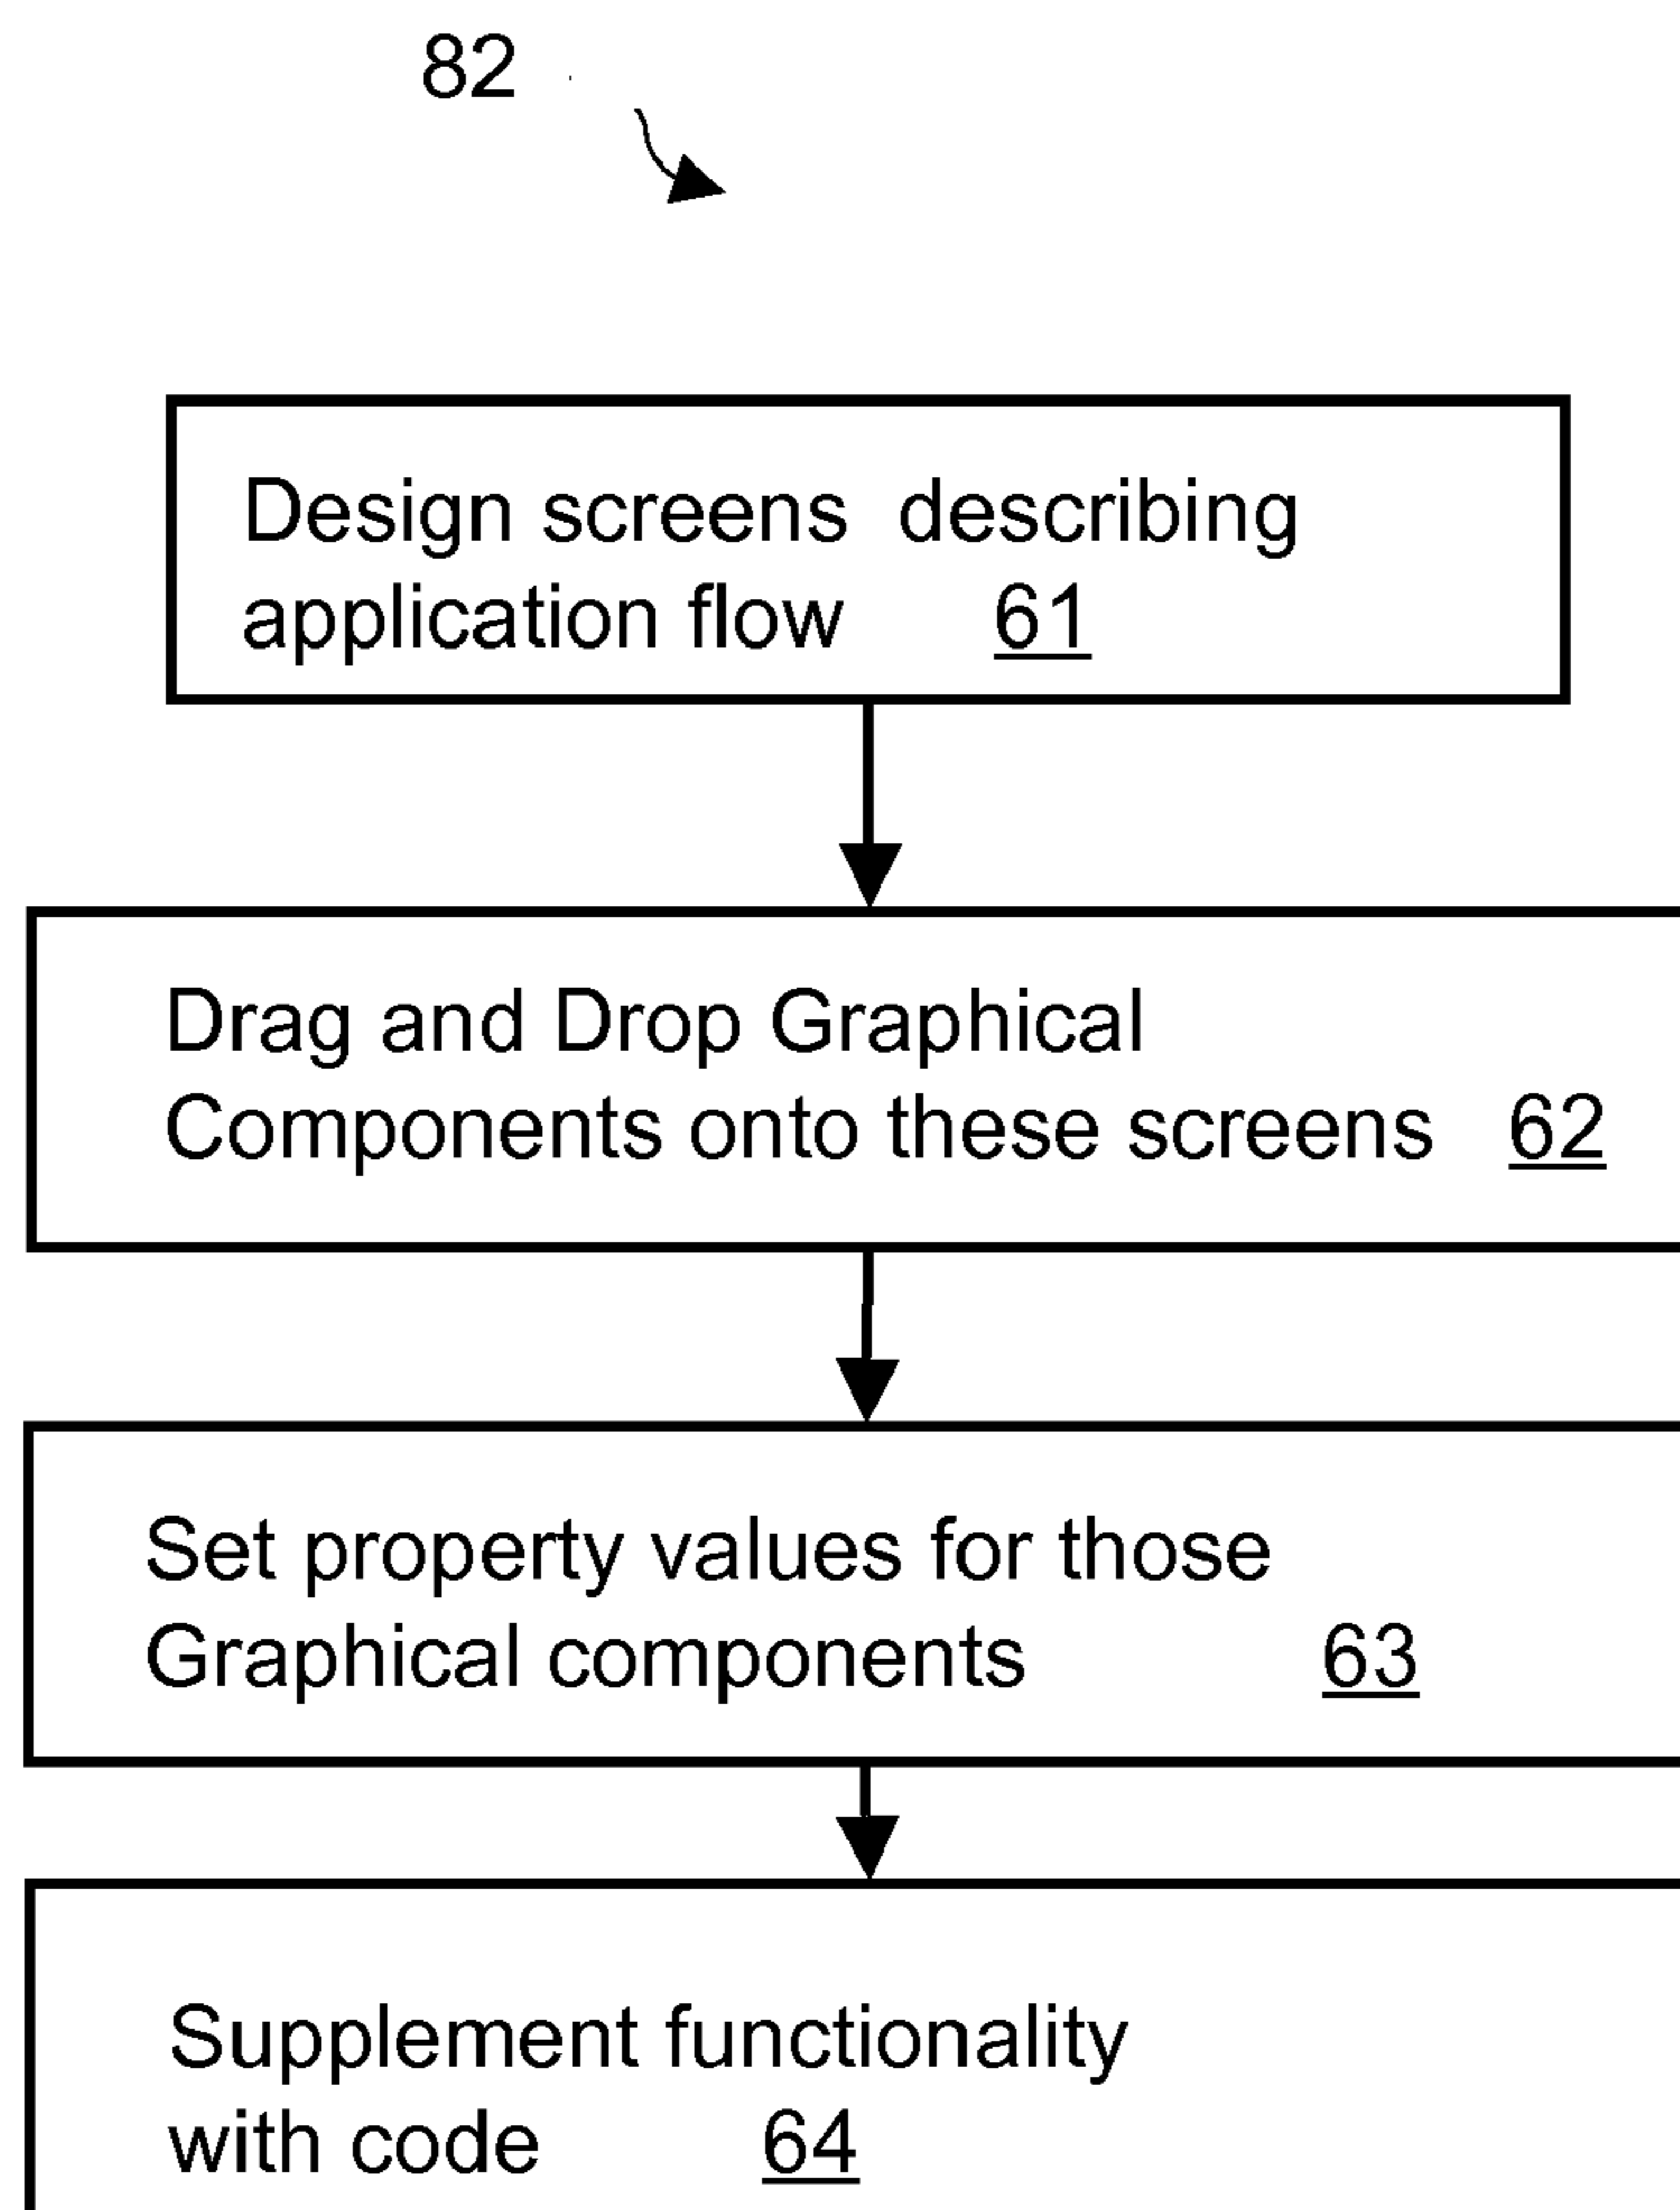 82
Design screens describing
application flow 61
Drag and Drop Graphical
Components onto these screens 62
Set property values for those
Graphical components 63
Supplement functionality
with code 64